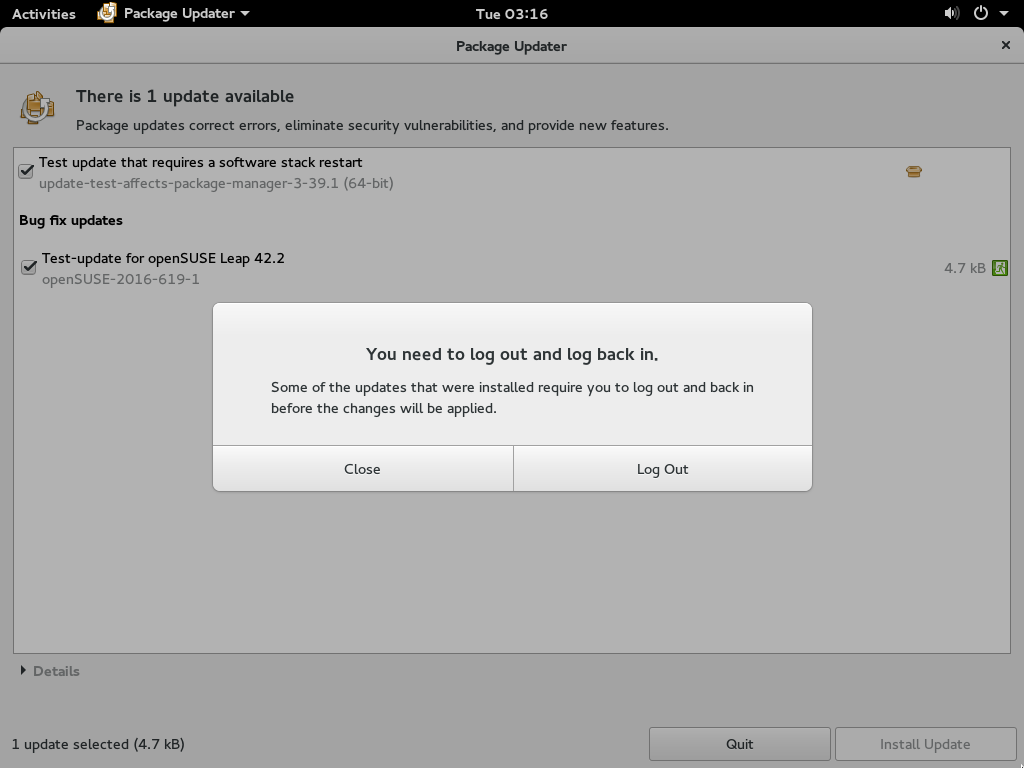 Activities Package Updater Tue 03:16
Package Updater
There is 1 update available
Package updates correct errors, eliminate security vulnerabilities, and provide new features.
Test update that requires a software stack restart
update-test-affects-package-manager-3-39.1 (64-bit)
Bug fix updates
Test-update for openSUSE Leap 42.2
openSUSE-2016-619-1
4.7 kB
You need to log out and log back in.
Some of the updates that were installed require you to log out and back in
before the changes will be applied.
Close Log Out
Details
1 update selected (4.7 kB) Quit Install Update